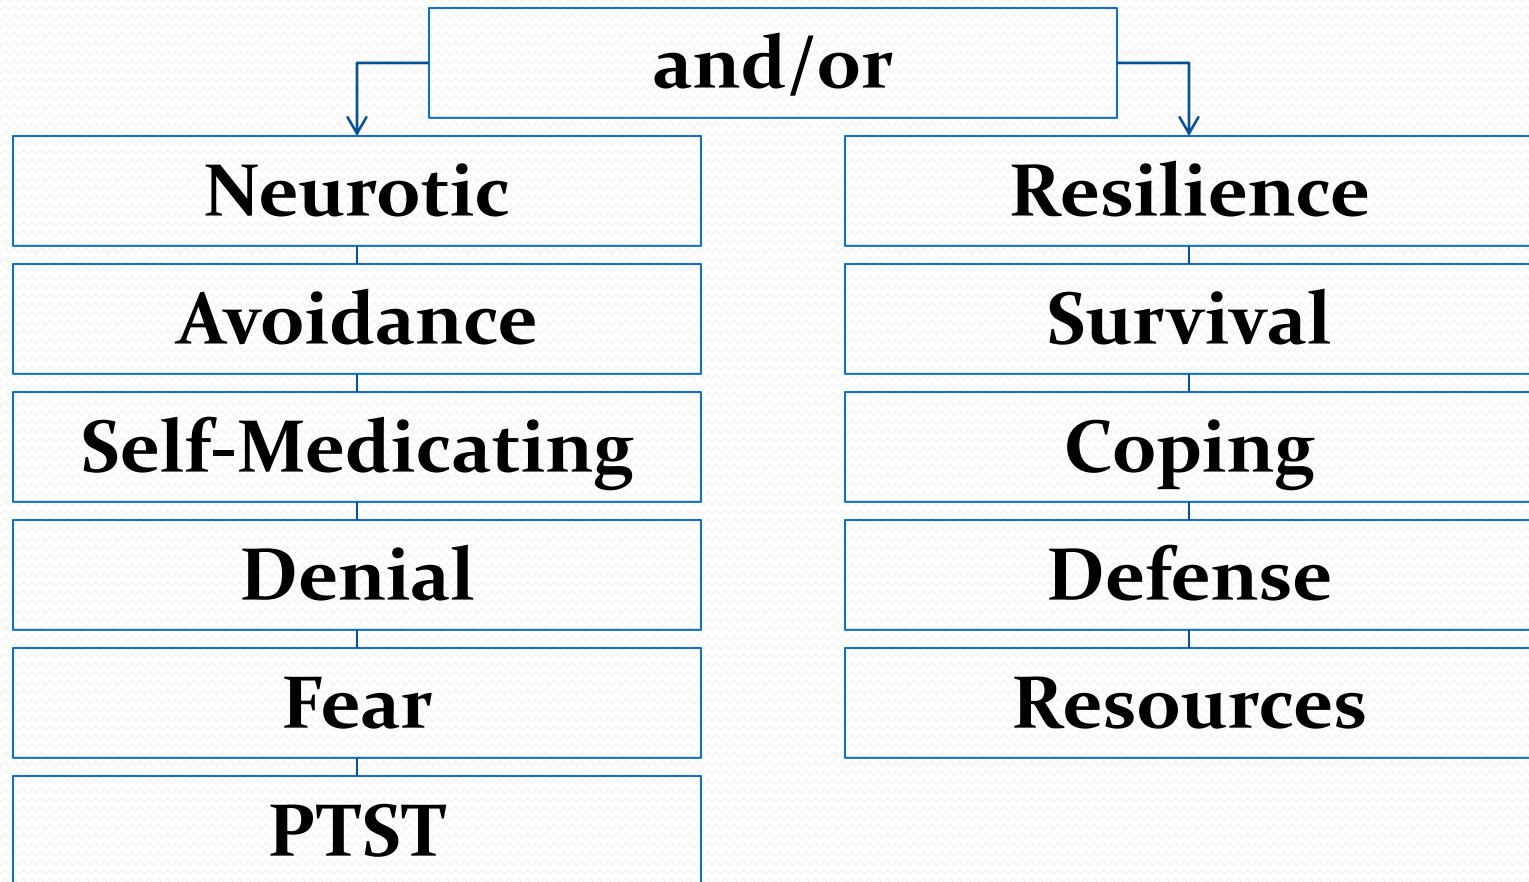 and/or
Neurotic
Avoidance
Self-Medicating
Denial
Fear
PTST
Resilience
Survival
Coping
Defense
Resources